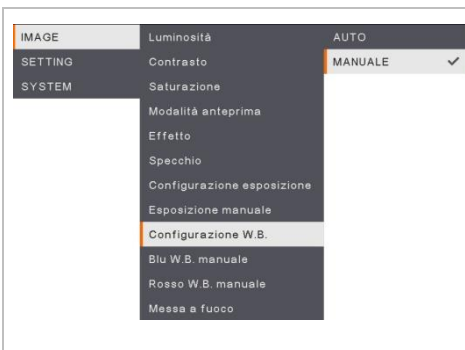 IMAGE
SETTING
SYSTEM
Luminosità
Contrasto
Saturazione
Modalità anteprima
Effetto
Specchio
Configurazione esposizione
Esposizione manuale
Configurazione W.B.
Blu W.B. manuale
Rosso W.B. manuale
Messa a fuoco
AUTO
MANUALE